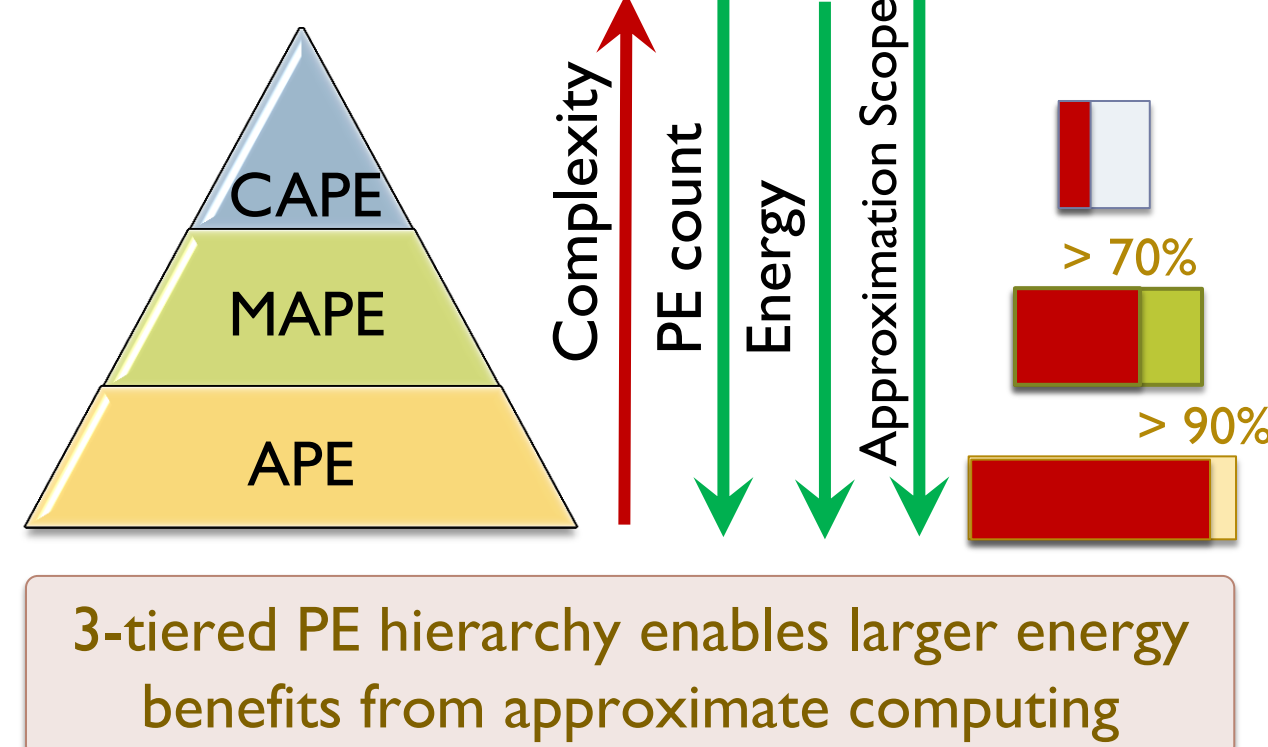 CAPE
MAPE
APE
Complexity
PE count
Energy
Approximation Scope
> 70%
> 90%
3-tiered PE hierarchy enables larger energy
benefits from approximate computing